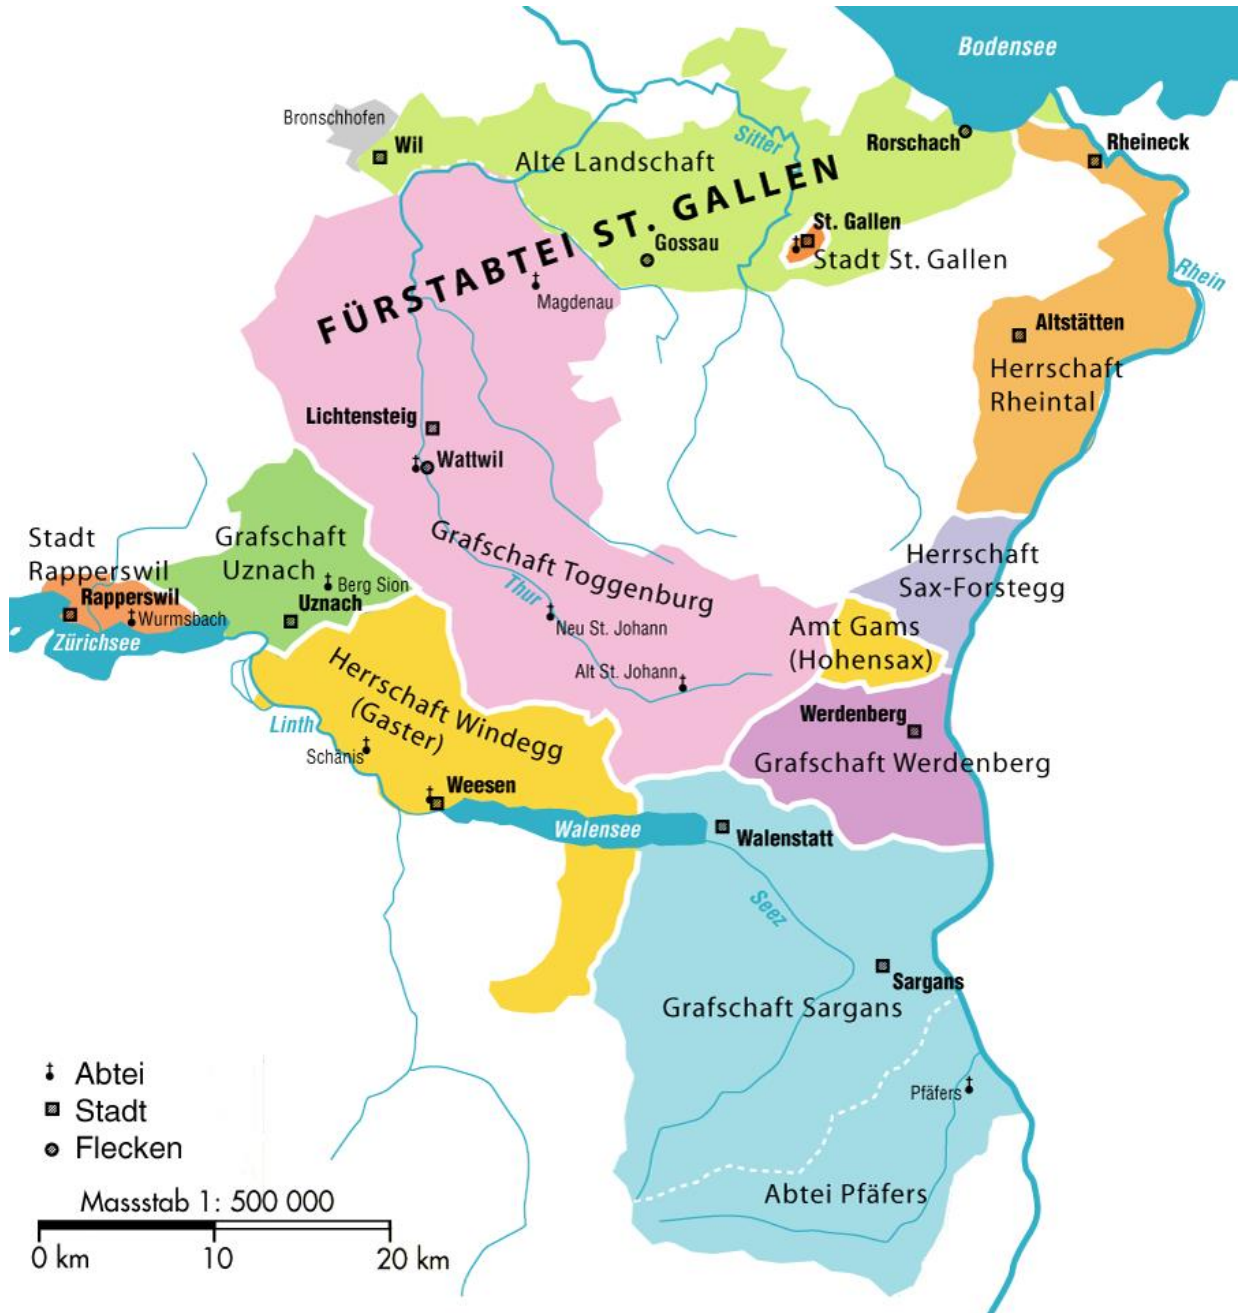 Bodensee
Bronschhofen
Wil
Alte Landschaft
Sitter
Rorschach
Rheineck
FÜRSTABTEI ST. GALLEN
St. Gallen
Stadt St. Gallen
Gossau
Magdenau
Rhein
Altstätten
Herrschaft
Rheintal
Lichtensteig
Wattwil
Grafschaft Toggenburg
Thur
Stadt
Rapperswil
Grafschaft
Uznach
Berg Sion
Rapperswil
Wurmsbach
Uznach
Zürichsee
Herrschaft
Sax-Forstegg
Neu St. Johann
Alt St. Johann
Amt Gams
(Hohensax)
Herrschaft Windegg
(Gaster)
Linth
Schänis
Weesen
Werdenberg
Grafschaft Werdenberg
Walensee
Walenstatt
Seez
Sargans
Grafschaft Sargans
Pfäfers
Abtei Pfäfers
Abtei
Stadt
Flecken
Massstab 1: 500 000
0 km 10 20 km